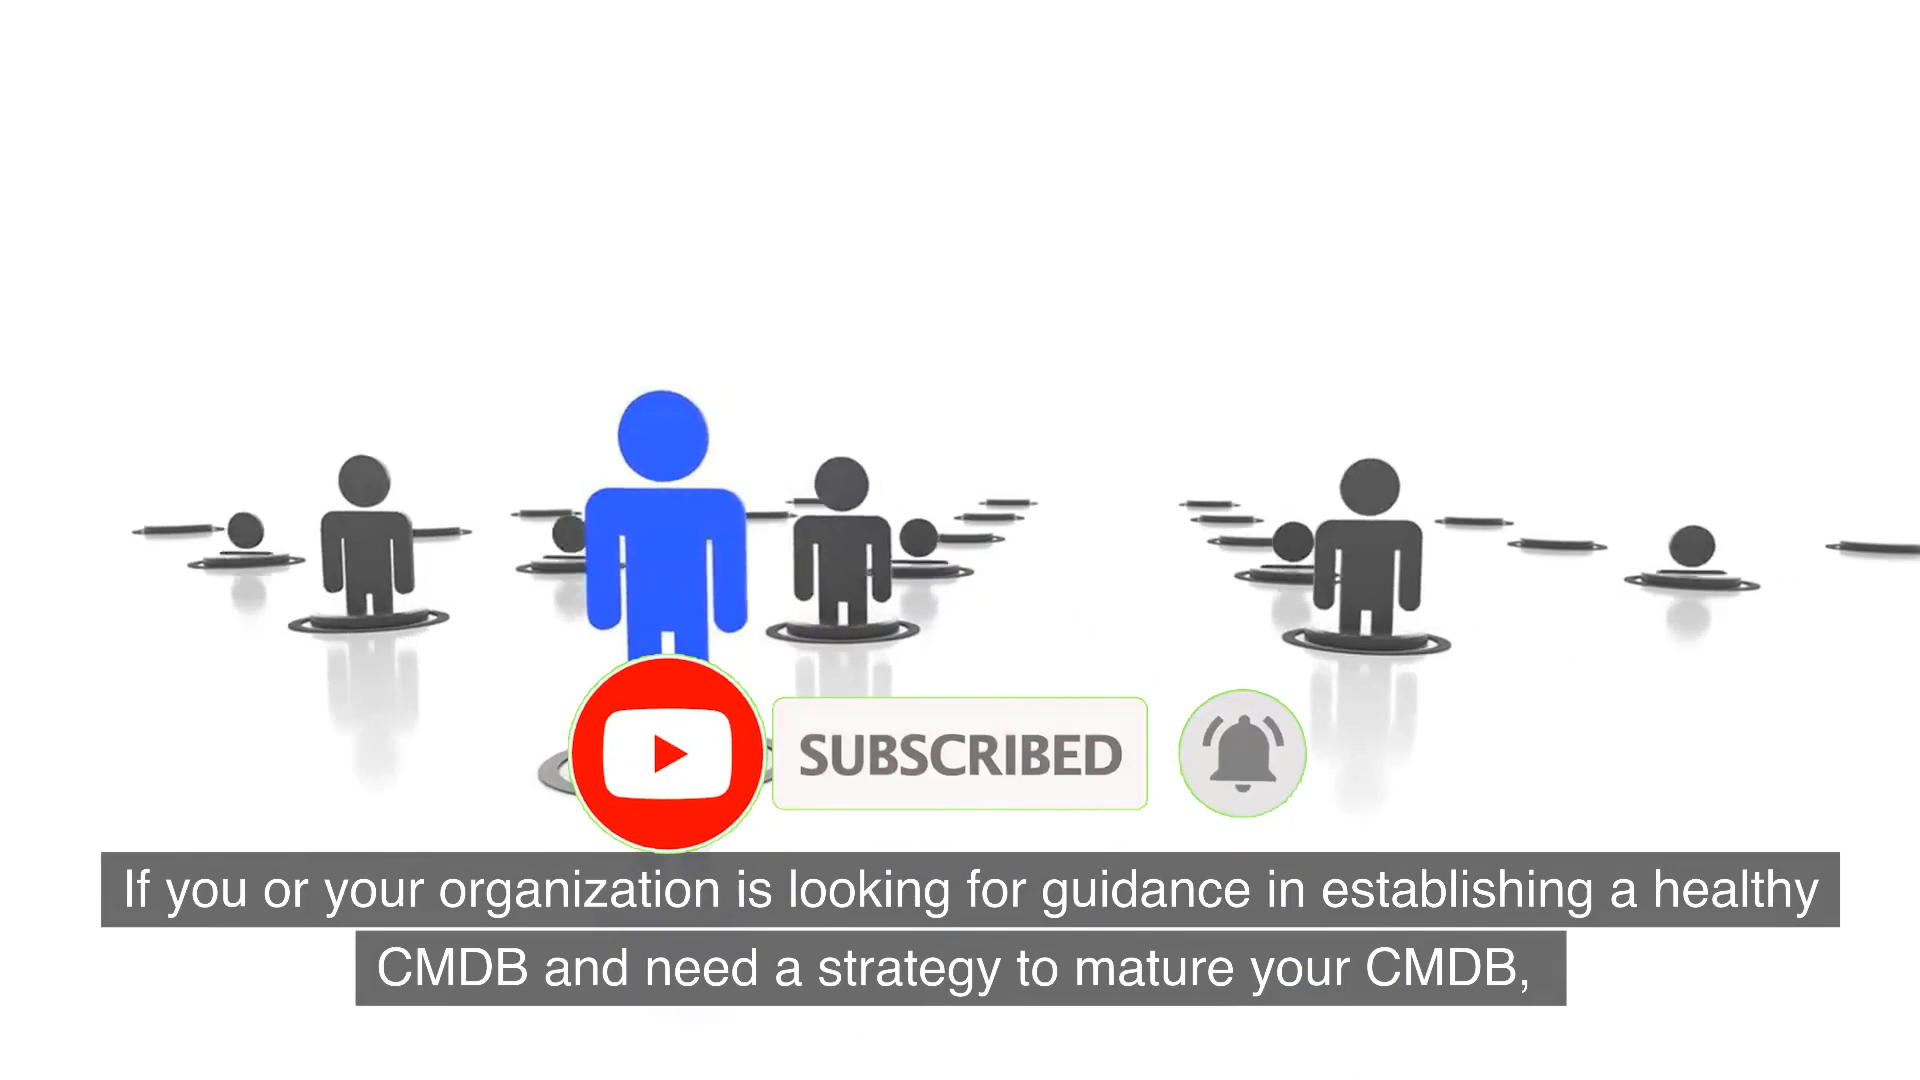 SUBSCRIBED
If you or your organization is looking for guidance in establishing a healthy
CMDB and need a strategy to mature your CMDB,